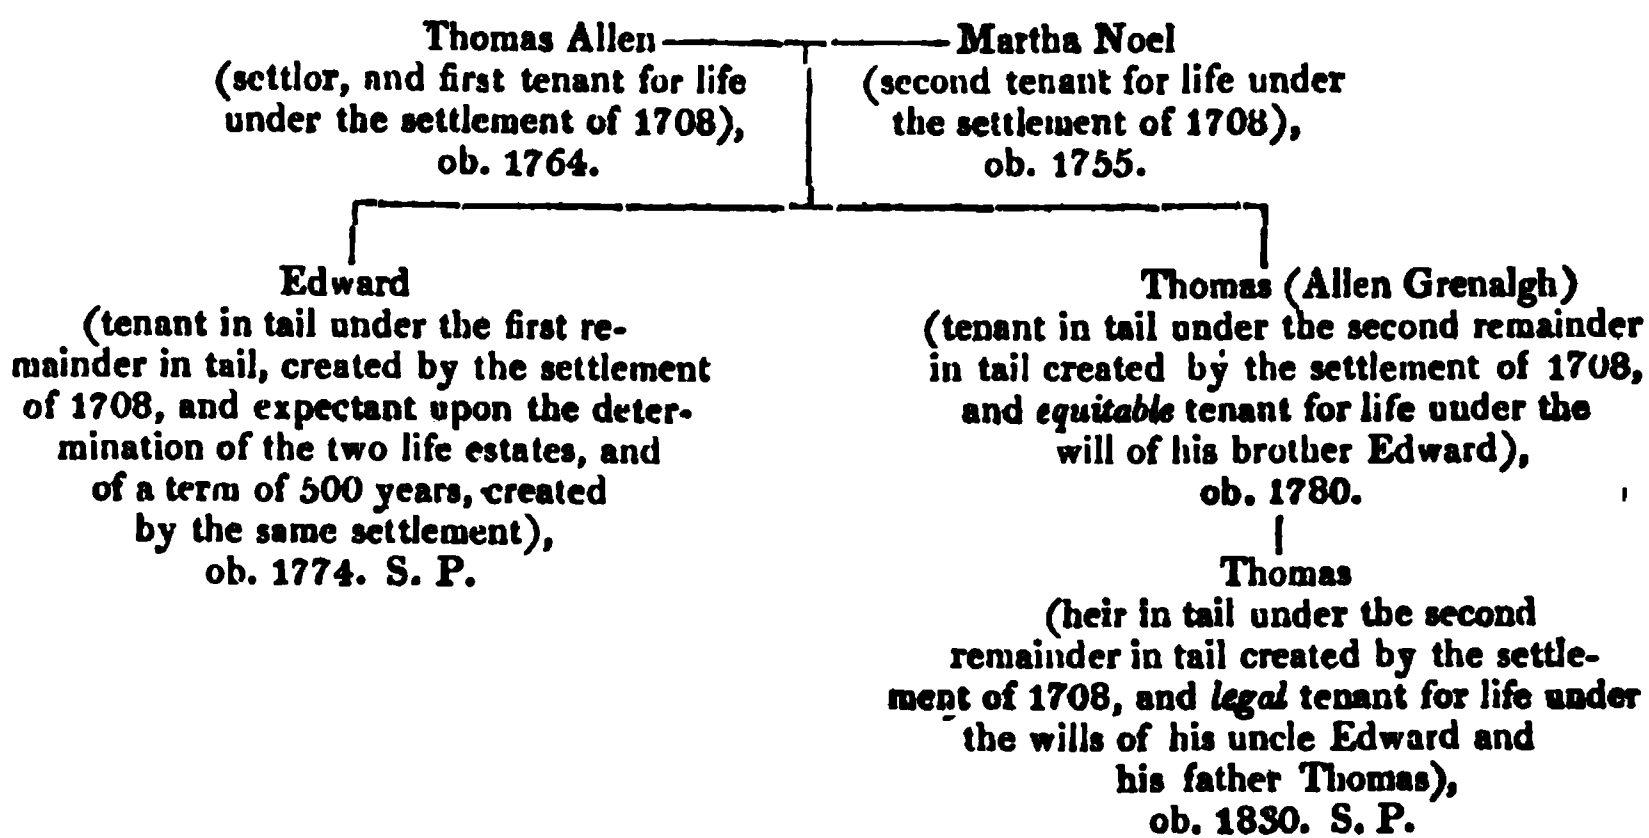 Thomas Allen
(settlor, and first tenant for life
under the settlement of 1708),
ob. 1764.
Martha Noel
(second tenant for life under
the settlement of 1708),
ob. 1755.
Edward
(tenant in tail under the first re-
mainder in tail, created by the settlement
of 1708, and expectant upon the deter-
mination of the two life estates, and
of a term of 500 years, created
by the same settlement),
ob. 1774. S. P.
Thomas (Allen Grenalgh)
(tenant in tail under the second remainder
in tail created by the settlement of 1708,
and equitable tenant for life under the
will of his brother Edward),
ob. 1780.
Thomas
(heir in tail under the second
remainder in tail created by the settle-
ment of 1708, and legal tenant for life under
the wills of his uncle Edward and
his father Thomas),
ob. 1830. S. P.